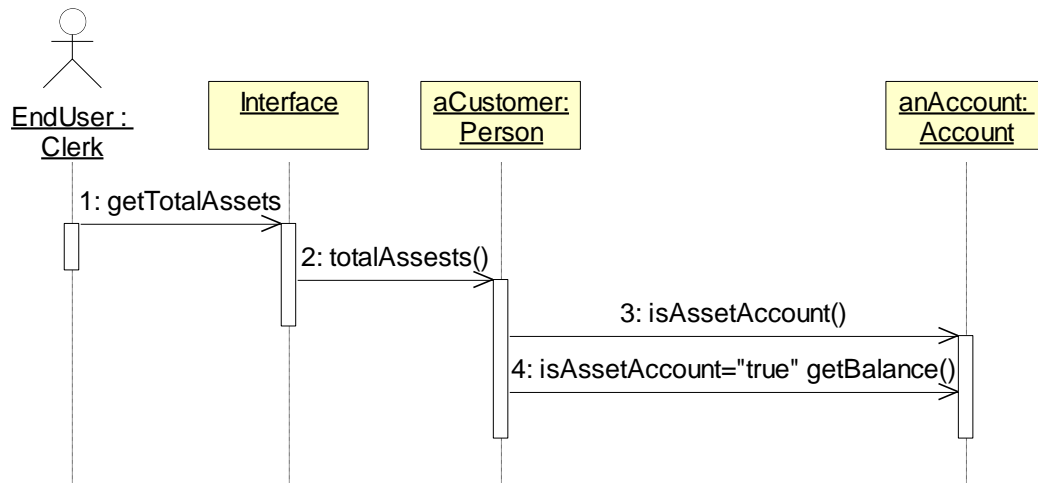 EndUser :
Clerk
Interface
aCustomer:
Person
anAccount:
Account
1: getTotalAssets
2: totalAssests()
3: isAssetAccount()
4: isAssetAccount="true" getBalance()